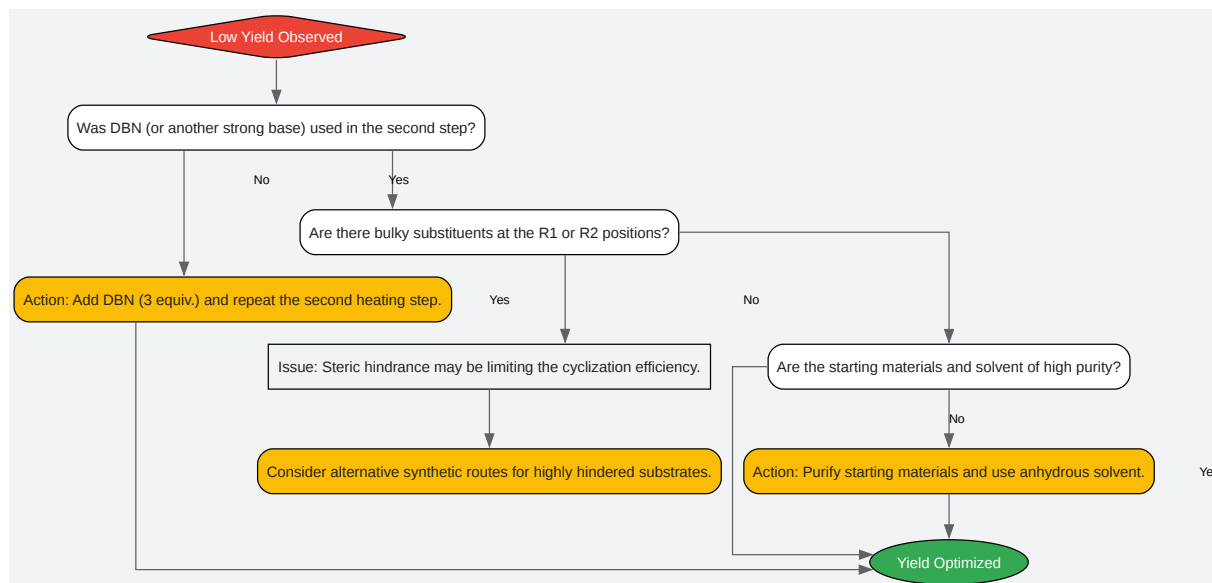 Low Yield Observed
Was DBN (or another strong base) used in the second step?
No
Yes
Are there bulky substituents at the R1 or R2 positions?
Action: Add DBN (3 equiv.) and repeat the second heating step.
Yes
No
Issue: Steric hindrance may be limiting the cyclization efficiency.
Are the starting materials and solvent of high purity?
No
Consider alternative synthetic routes for highly hindered substrates.
Action: Purify starting materials and use anhydrous solvent.
Yield Optimized